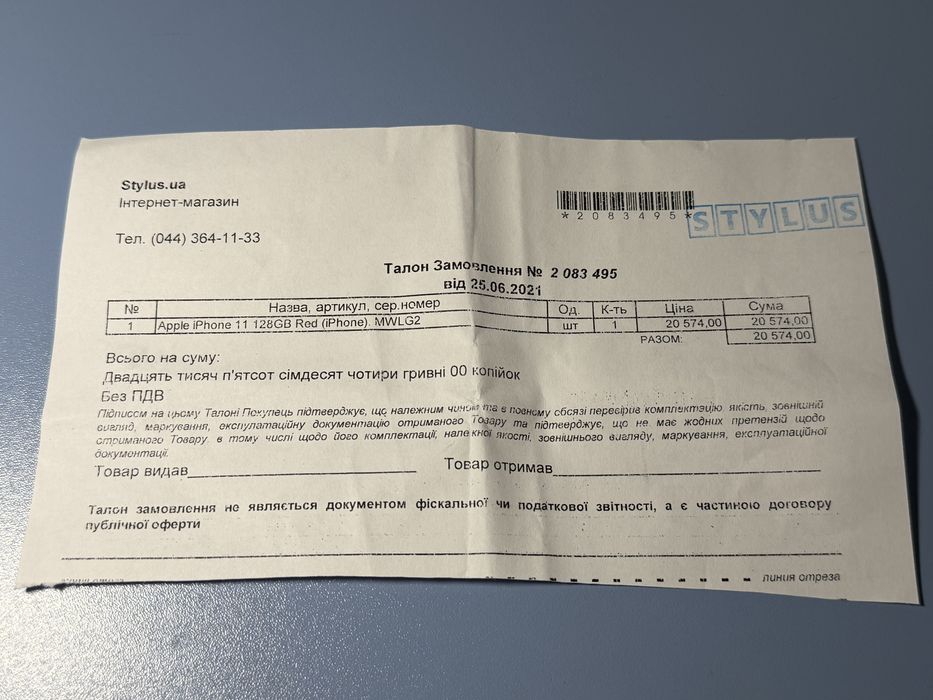 Stylus.ua
Інтернет-магазин
*2083495*
STYLUS
Тел. (044) 364-11-33
Талон Замовлення № 2 083 495
від 25.06.2021
№ Назва, артикул, сер.номер Од. К-ть Ціна Сума
1 Apple iPhone 11 128GB Red (iPhone). MWLG2 шт 1 20 574,00 20 574,00
РАЗОМ: 20 574,00
Всього на суму:
Двадцять тисяч п'ятсот сімдесят чотири гривні 00 копійок
Без ПДВ
Підписом на цьому Талоні Покупець підтверджує, що належним чином та в повному обсязі перевірив комплектацію, якість, зовнішній
вигляд, маркування, експулатаційну документацію отриманого Товару та підтверджує, що не має жодних претензій щодо
отриманого Товару, в тому числі щодо його комплектації, належної якості, зовнішнього вигляду, маркування, експлуатаційної
документації.
Товар видав Товар отримав
Талон замовлення не является документом фіскальної чи податкової звітності, а є частиною договору
публічної оферти
линия отреза